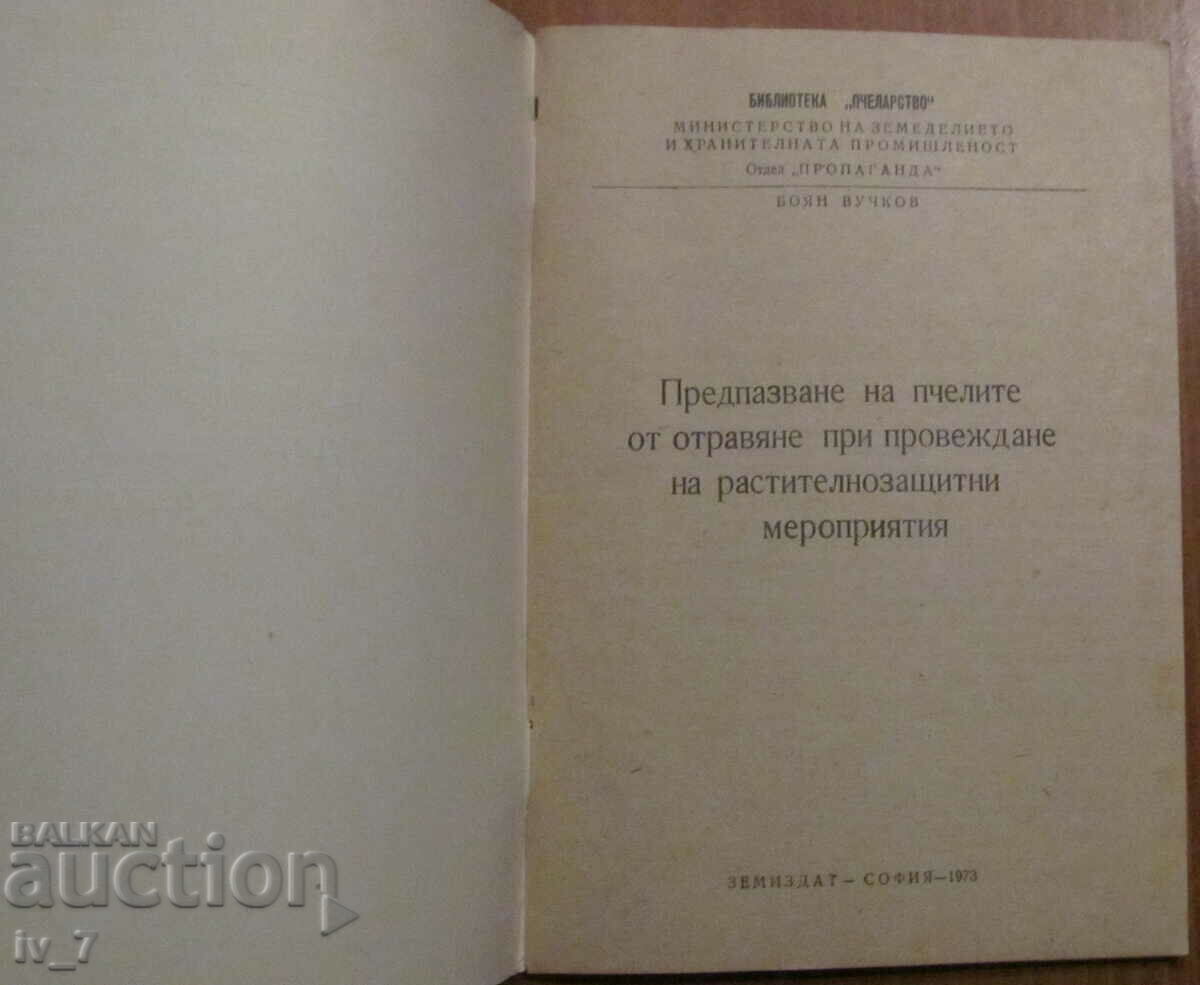 БИБЛИОТЕКА „ПЧЕЛАРСТВО“
МИНИСТЕРСТВО НА ЗЕМЕДЕЛИЕТО
И ХРАНИТЕЛНАТА ПРОМИШЛЕНОСТ
Отдел „ПРОПАГАНДА“
БОЯН ВУЧКОВ
Предпазване на пчелите
от отравяне при провеждане
на растителнозащитни
мероприятия
ЗЕМИЗДАТ — СОФИЯ — 1973
BALKAN
auction
iv_7